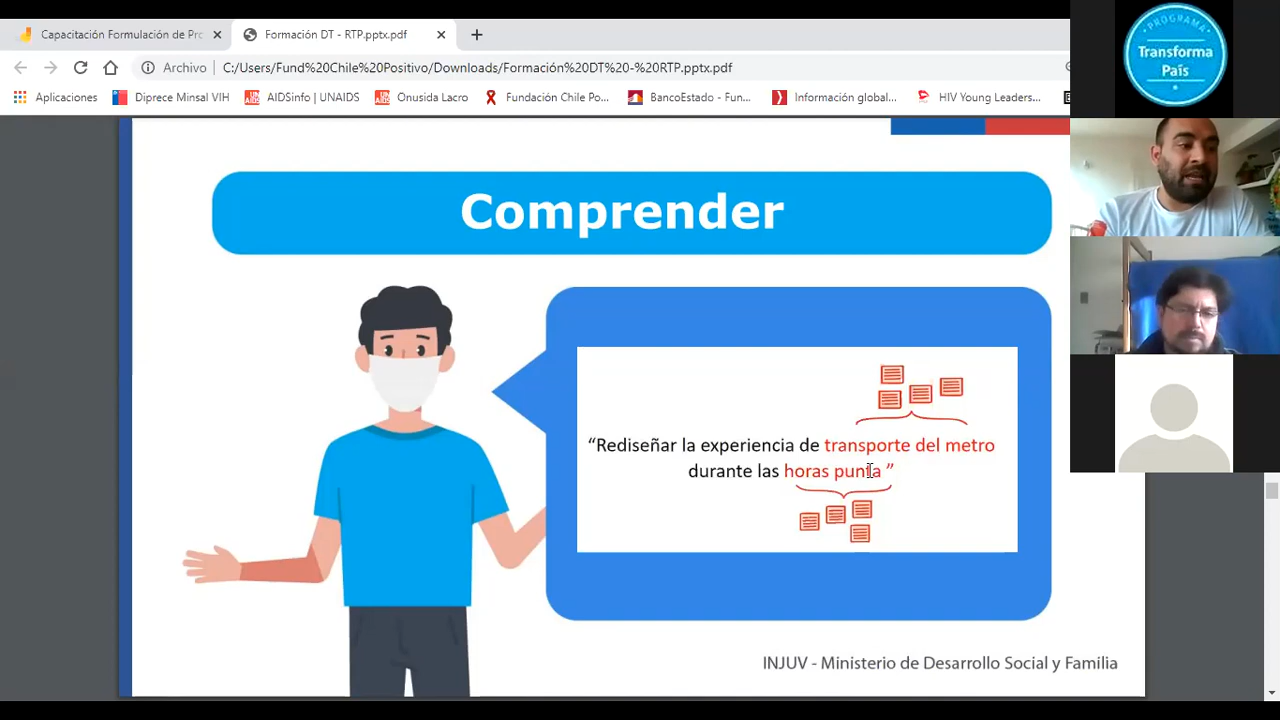 Capacitación Formulación de Pro
Formación DT - RTP.pptx.pdf
Archivo
C:/Users/Fund%20Chile%20Positivo/Downloads/Formación%20DT%20-%20RTP.pptx.pdf
Aplicaciones
Diprece Minsal VIH
AIDSinfo | UNAIDS
Onusida Lacro
Fundación Chile Po...
BancoEstado - Fun...
Información global...
HIV Young Leaders...
PROGRAMA
Transforma
País
Comprender
“Rediseñar la experiencia de transporte del metro
durante las horas punta ”
INJUV - Ministerio de Desarrollo Social y Familia